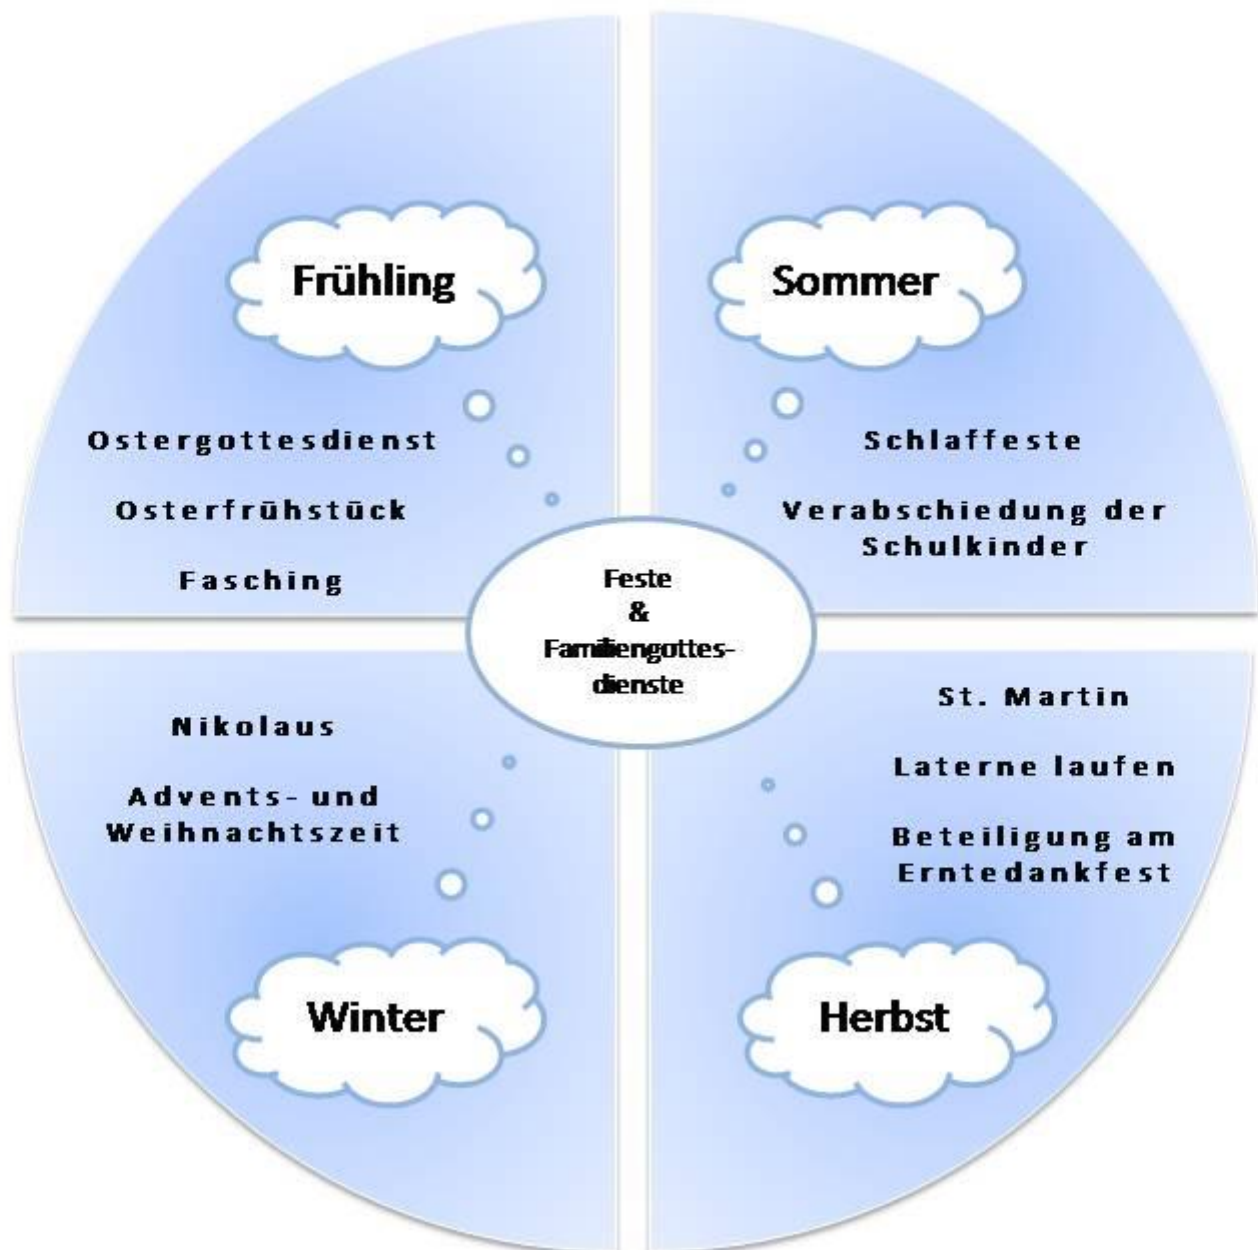 Frühling
Ostergottesdienst
Osterfrühstück
Fasching
Sommer
Schlaffeste
Verabschiedung der
Schulkinder
Feste
&
Familiengottes-
dienste
Nikolaus
Advents- und
Weihnachtszeit
Winter
St. Martin
Laterne laufen
Beteiligung am
Erntedankfest
Herbst